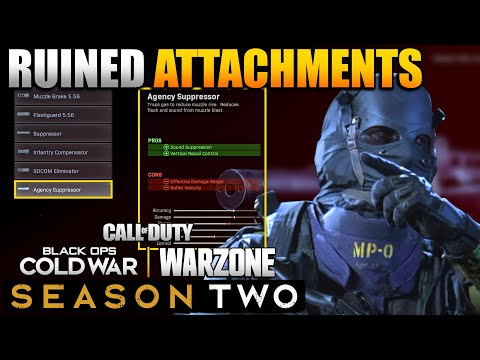 RUINED ATTACHMENTS
Muzzle Brake 5.56
Flashguard 5.56
Suppressor
Infantry Compensator
SOCOM Eliminator
Agency Suppressor
Agency Suppressor
Traps gas to reduce muzzle rise. Reduces
flash and sound from muzzle blast.
PROS
Sound Suppression
Vertical Recoil Control
CONS
Effective Damage Range
Bullet Velocity
Accuracy
Damage
Control
MP-0
CALL OF DUTY
BLACK OPS
COLD WAR
WARZONE
SEASON TWO